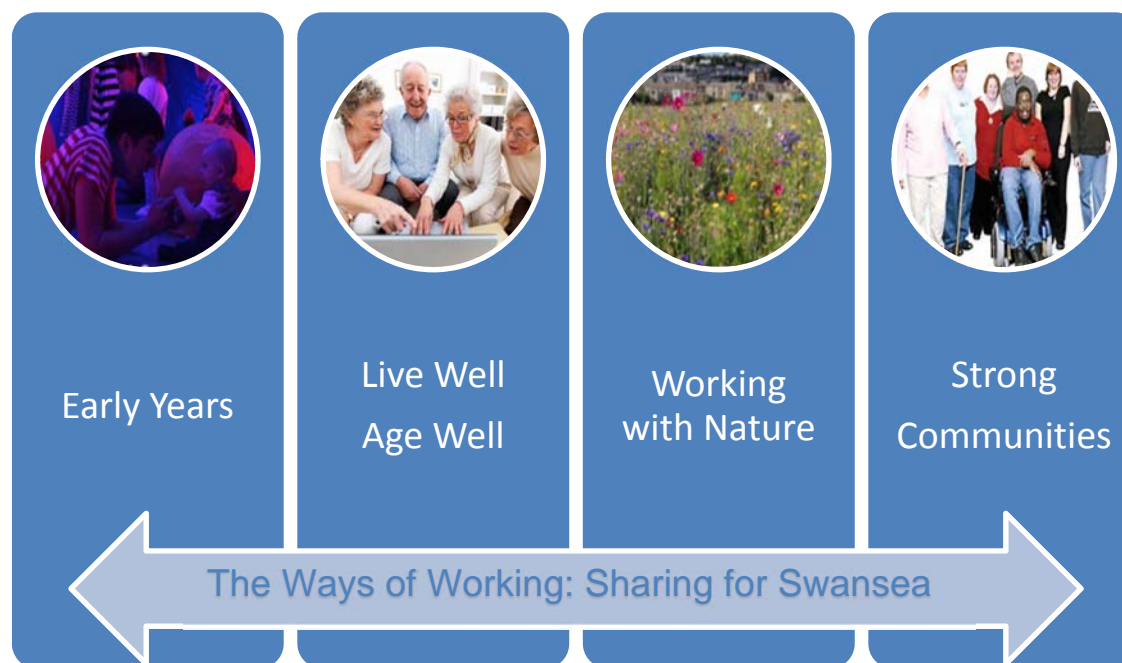 Early Years
Live Well
Age Well
Working
with Nature
Strong
Communities
The Ways of Working: Sharing for Swansea